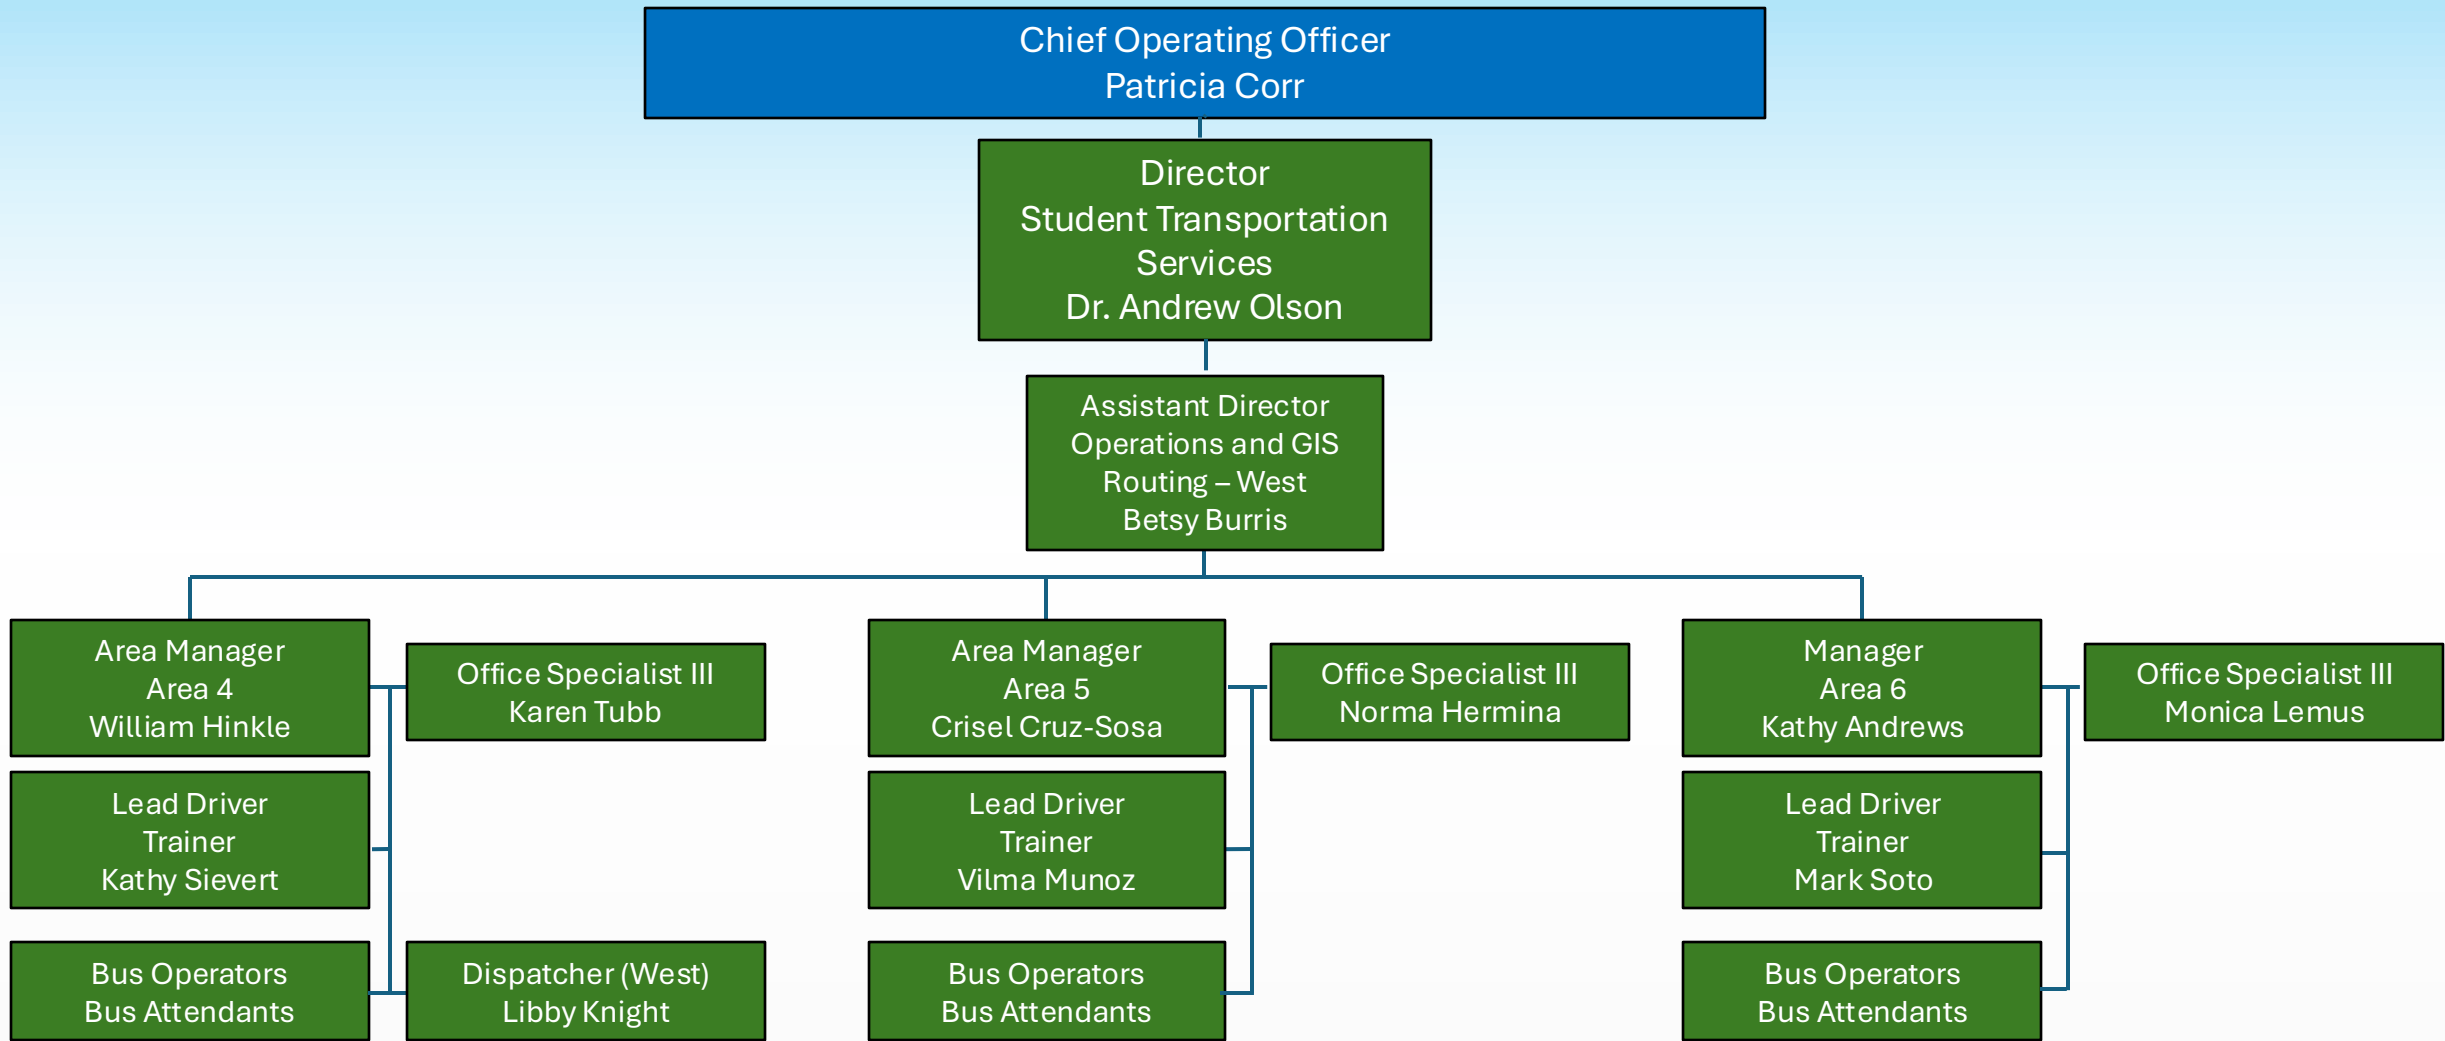 Chief Operating Officer
Patricia Corr
Director
Student Transportation
Services
Dr. Andrew Olson
Assistant Director
Operations and GIS
Routing – West
Betsy Burris
Area Manager
Area 4
William Hinkle
Office Specialist III
Karen Tubb
Lead Driver
Trainer
Kathy Sievert
Bus Operators
Bus Attendants
Dispatcher (West)
Libby Knight
Area Manager
Area 5
Crisel Cruz-Sosa
Office Specialist III
Norma Hermina
Lead Driver
Trainer
Vilma Munoz
Bus Operators
Bus Attendants
Manager
Area 6
Kathy Andrews
Office Specialist III
Monica Lemus
Lead Driver
Trainer
Mark Soto
Bus Operators
Bus Attendants